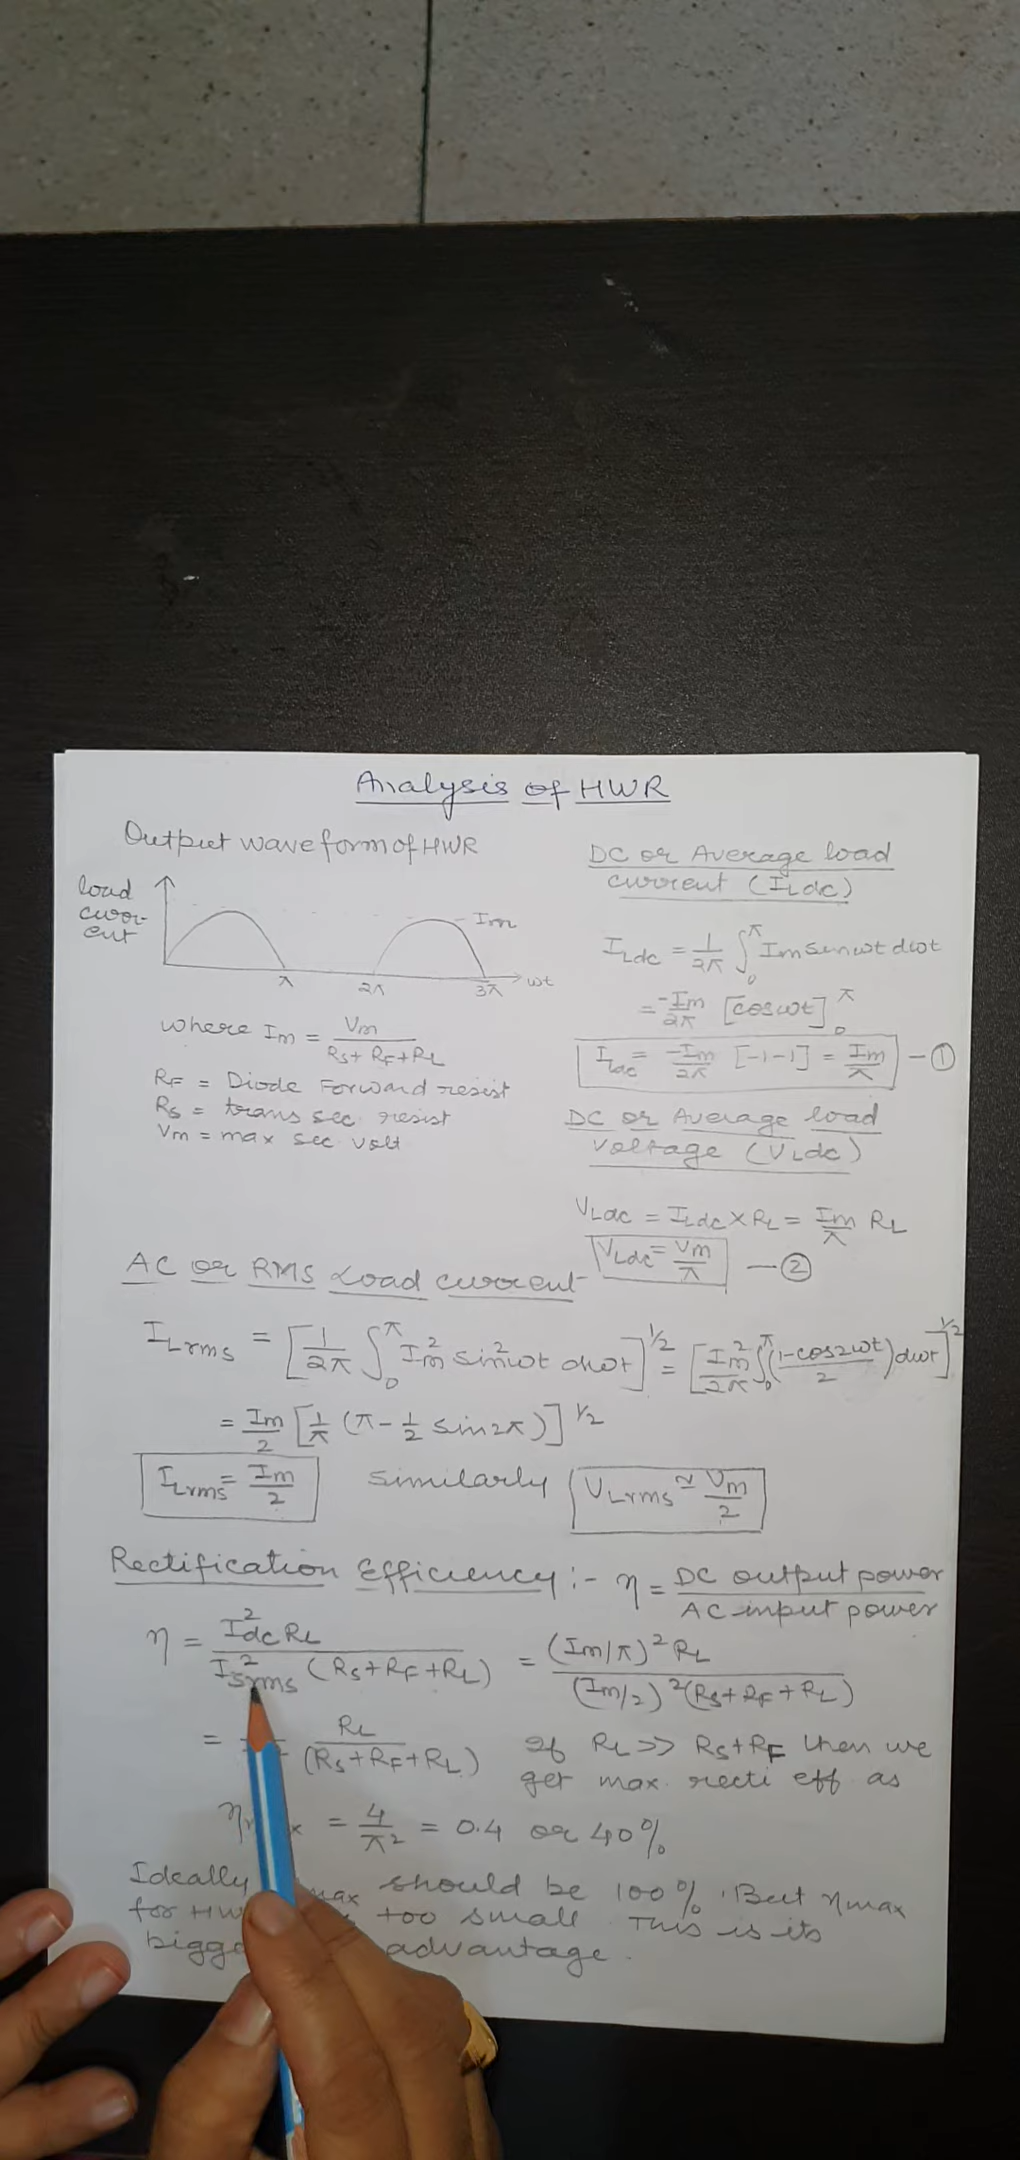 Analysis of HWR
Output waveform of HWR
load
curr-
ent
Im
π 2π 3π ωt
where Im = Vm / (Rs + RF + RL)
RF = Diode Forward resist
Rs = trans sec. resist
Vm = max sec. volt
DC or Average load
current (ILdc)
ILdc = 1/2π ∫₀^π Im sinωt dωt
= -Im/2π [cosωt]₀^π
ILdc = -Im/2π [-1-1] = Im/π — ①
DC or Average load
voltage (VLdc)
VLdc = ILdc × RL = Im/π RL
VLdc = Vm/π — ②
AC or RMS Load current
ILrms = [1/2π ∫₀^π Im² sin²ωt dωt]^1/2 = [Im²/2π ∫₀^π (1-cos2ωt / 2) dωt]^1/2
= Im/2 [1/π (π - 1/2 sin2π)]^1/2
ILrms = Im/2 similarly VLrms ≃ Vm/2
Rectification Efficiency :- η = DC output power / AC input power
η = I²dc RL / I²srms (Rs + RF + RL) = (Im/π)² RL / (Im/2)² (Rs + RF + RL)
= RL / (Rs + RF + RL) If RL >> Rs + RF then we
get max. recti eff as
= 4/π² = 0.4 or 40%
Ideally should be 100%. But ηmax
for too small. This is its